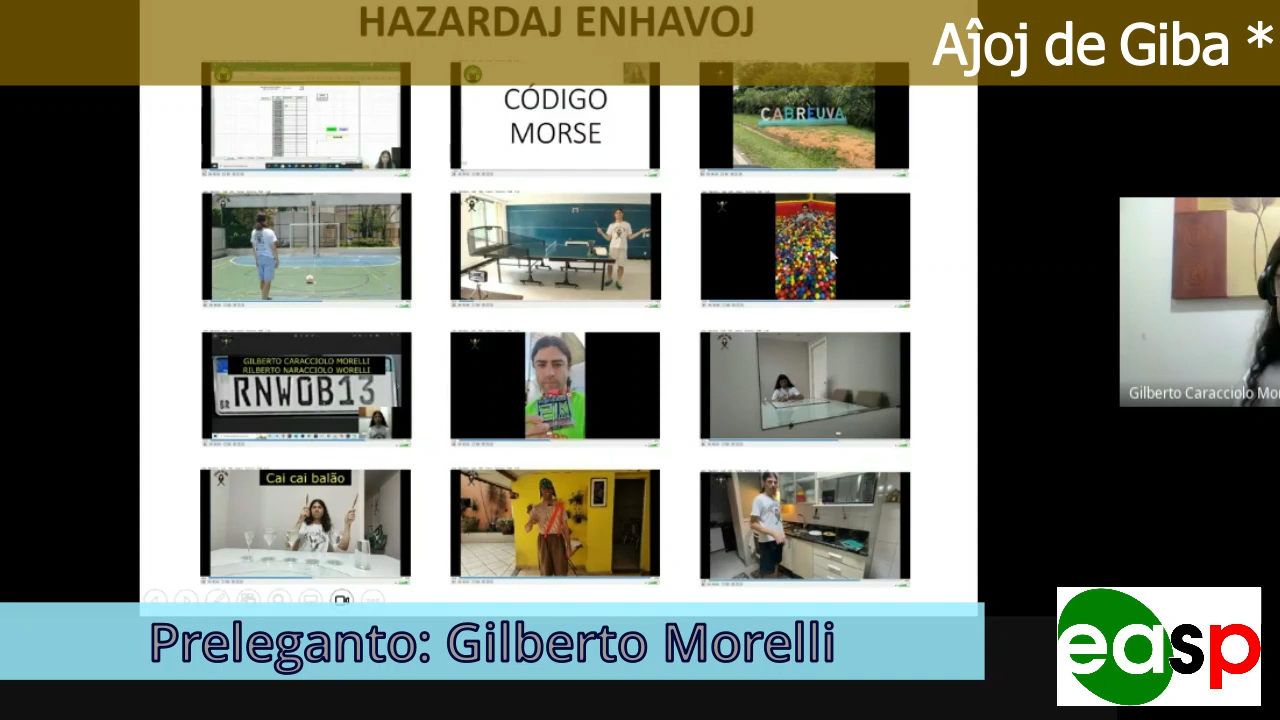 HAZARDAJ ENHAVOJ
Aĵoj de Giba *
CÓDIGO
MORSE
CABREÚVA
GILBERTO CARACCIOLO MORELLI
RILBERTO NARACCIOLO WORELLI
RNWOB13
BR
Gilberto Caracciolo Mor
Cai cai balão
Preleganto: Gilberto Morelli
easp